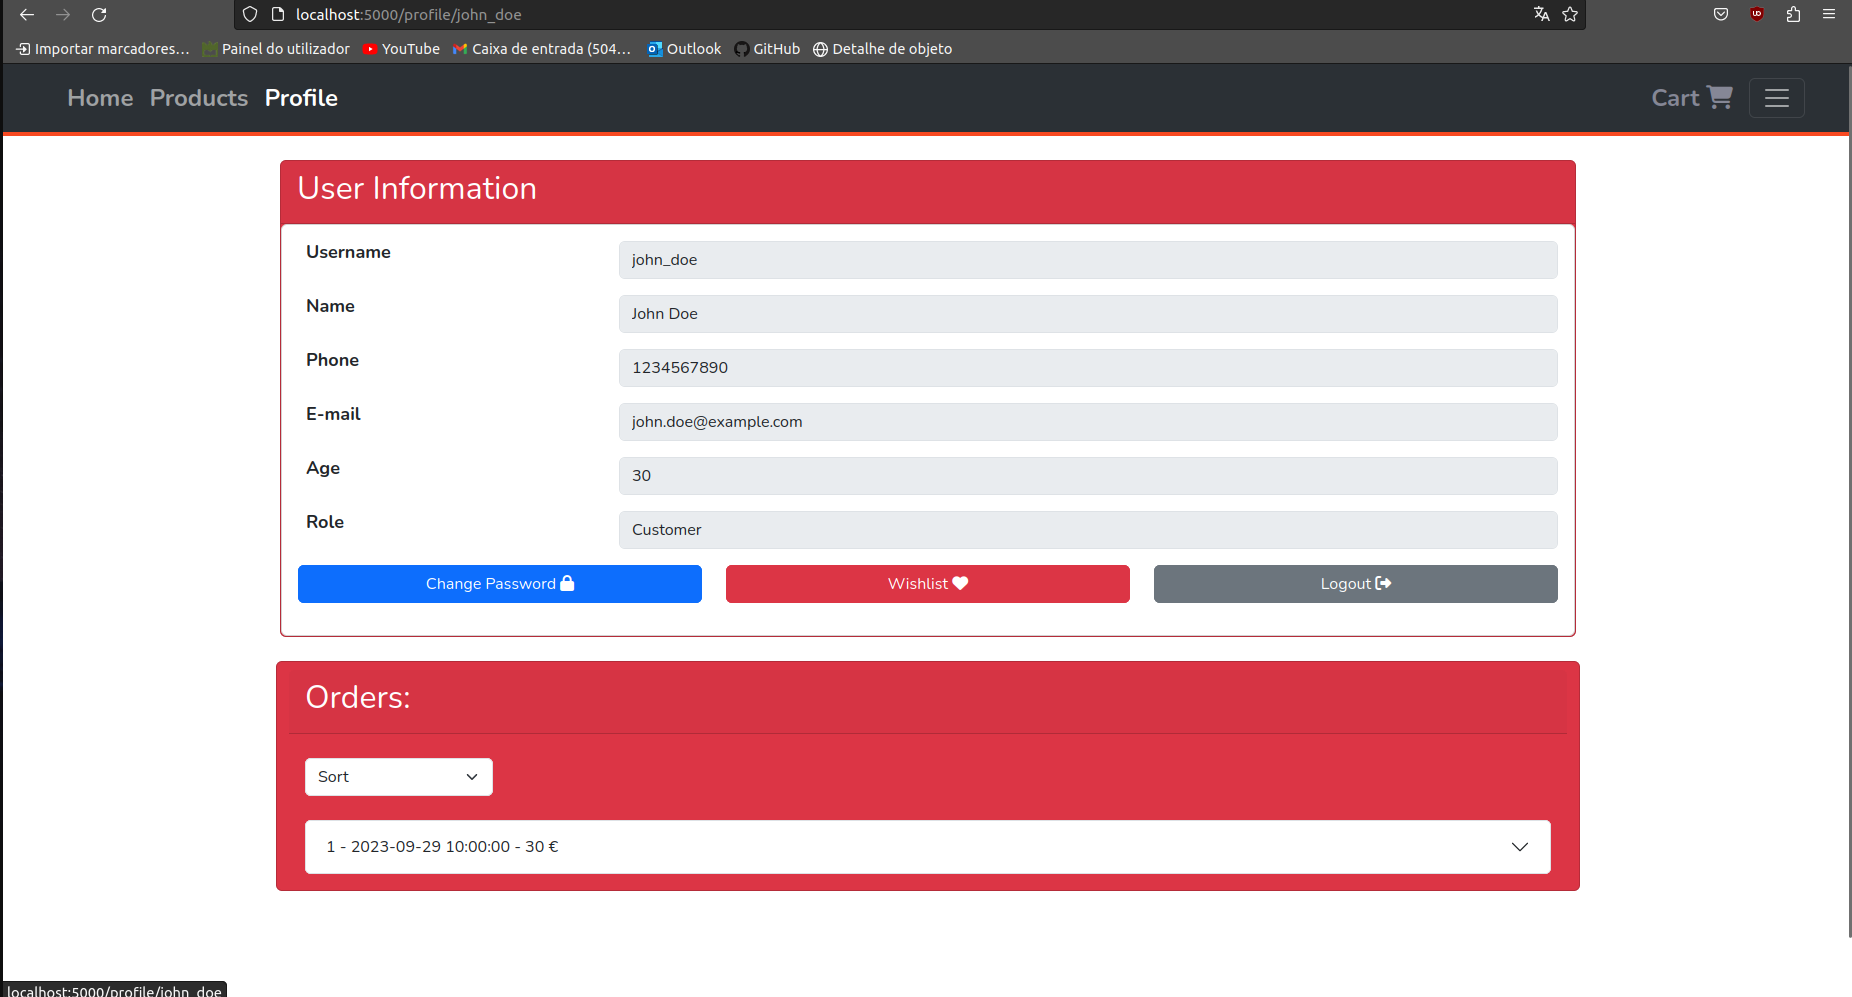 localhost:5000/profile/john_doe
Importar marcadores... Painel do utilizador YouTube Caixa de entrada (504... Outlook GitHub Detalhe de objeto
Home Products Profile Cart
User Information
Username john_doe
Name John Doe
Phone 1234567890
E-mail john.doe@example.com
Age 30
Role Customer
Change Password Wishlist Logout
Orders:
Sort
1 - 2023-09-29 10:00:00 - 30 €
localhost:5000/profile/john_doe